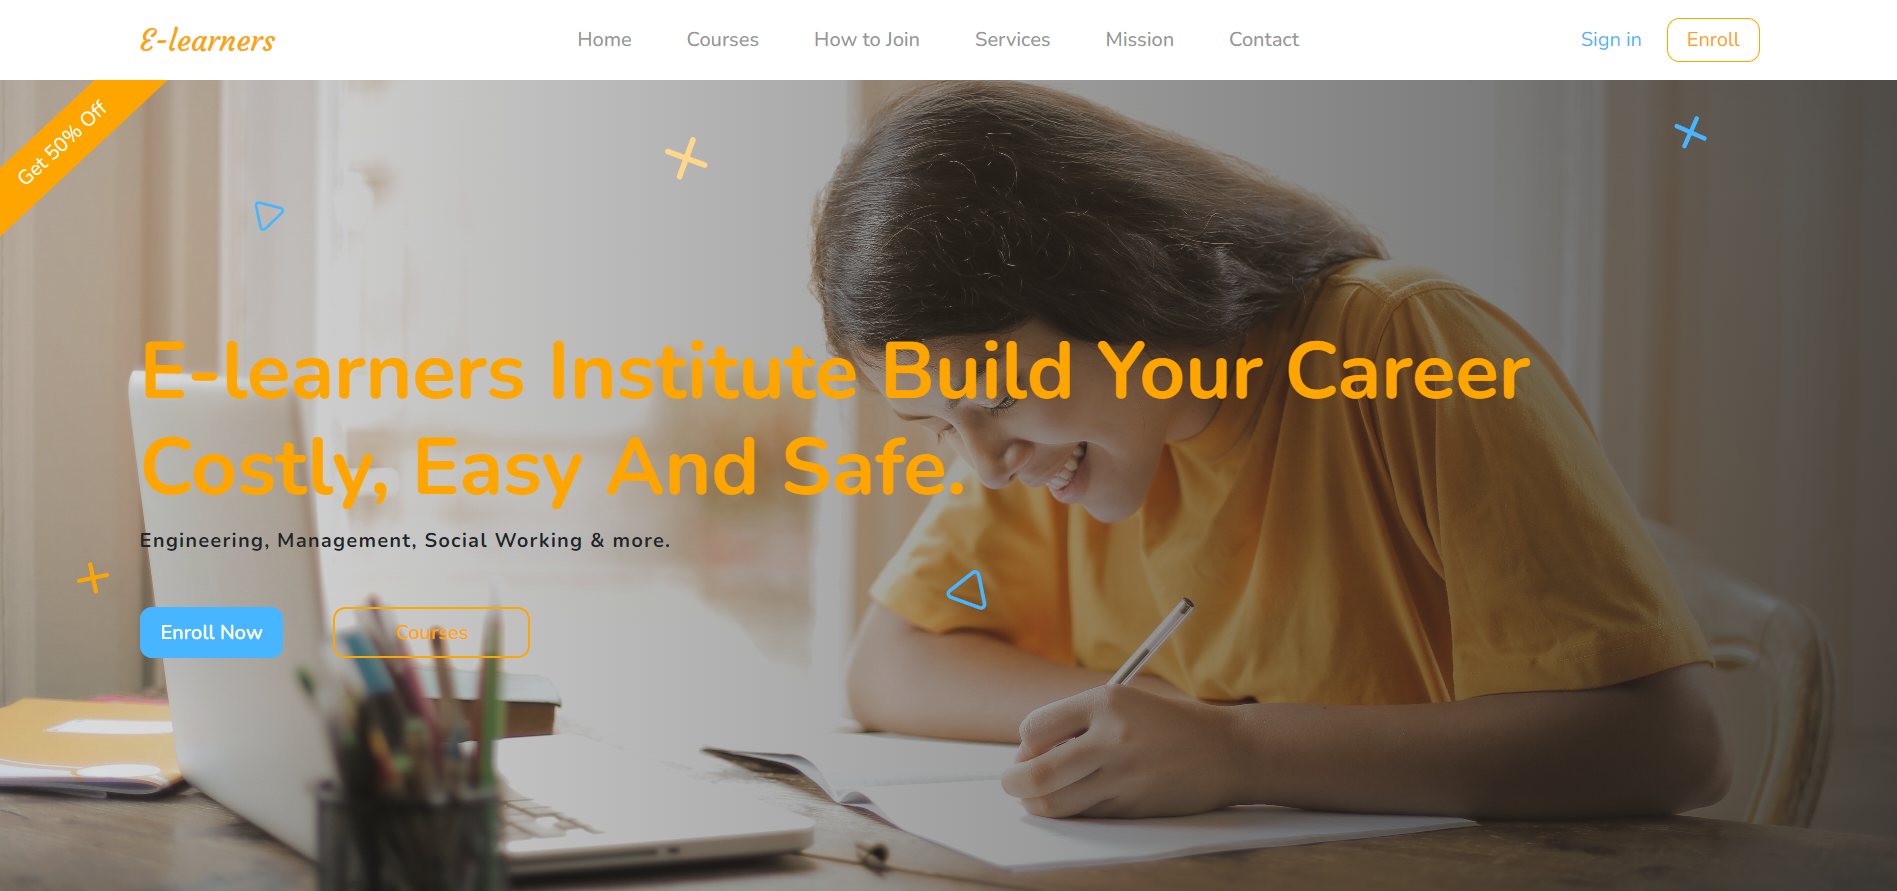 E-learners
Home Courses How to Join Services Mission Contact
Sign in Enroll
Get 50% Off
E-learners Institute Build Your Career
Costly, Easy And Safe.
Engineering, Management, Social Working & more.
Enroll Now Courses